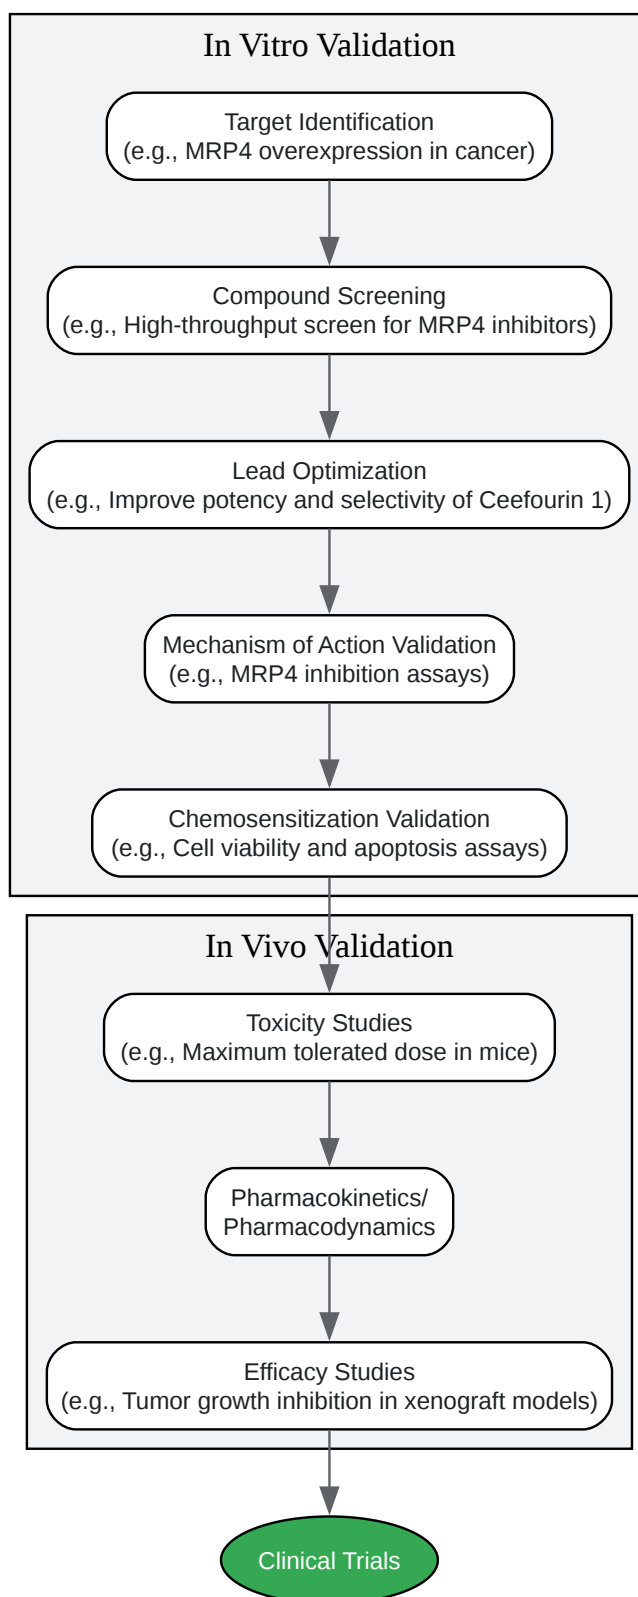 In Vitro Validation
Target Identification
(e.g., MRP4 overexpression in cancer)
Compound Screening
(e.g., High-throughput screen for MRP4 inhibitors)
Lead Optimization
(e.g., Improve potency and selectivity of Ceefourin 1)
Mechanism of Action Validation
(e.g., MRP4 inhibition assays)
Chemosensitization Validation
(e.g., Cell viability and apoptosis assays)
In Vivo Validation
Toxicity Studies
(e.g., Maximum tolerated dose in mice)
Pharmacokinetics/
Pharmacodynamics
Efficacy Studies
(e.g., Tumor growth inhibition in xenograft models)
Clinical Trials